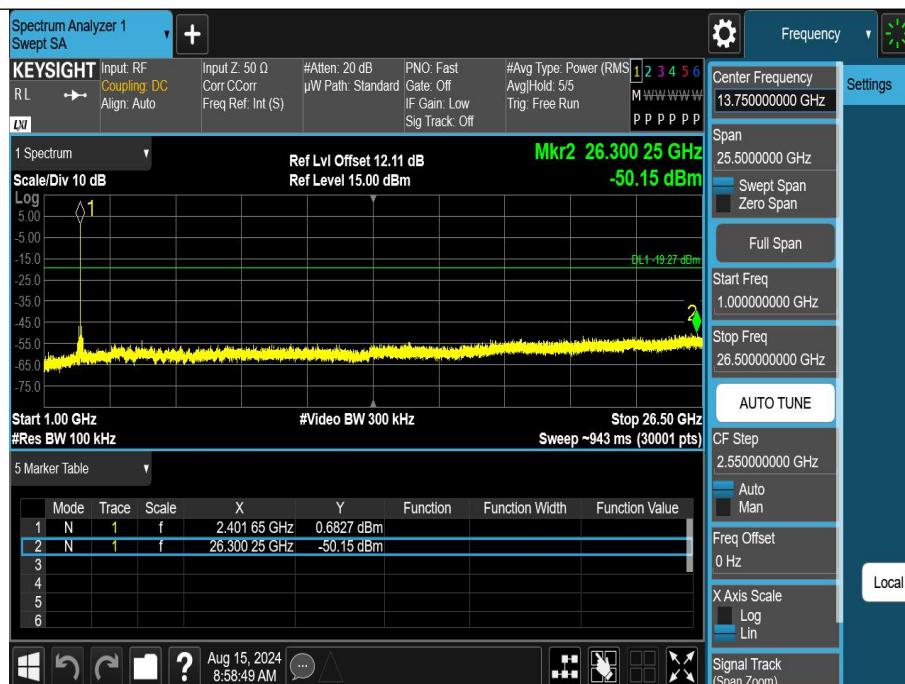 Spectrum Analyzer 1
Swept SA
+
Frequency
KEYSIGHT
RL
LXI
Input: RF
Coupling: DC
Align: Auto
Input Z: 50 Ω
Corr CCorr
Freq Ref: Int (S)
#Atten: 20 dB
µW Path: Standard
PNO: Fast
Gate: Off
IF Gain: Low
Sig Track: Off
#Avg Type: Power (RMS
Avg|Hold: 5/5
Trig: Free Run
1 2 3 4 5 6
M W W W W W
P P P P P P
1 Spectrum
Scale/Div 10 dB
Ref Lvl Offset 12.11 dB
Ref Level 15.00 dBm
Mkr2 26.300 25 GHz
-50.15 dBm
Log
5.00
-5.00
-15.0
-25.0
-35.0
-45.0
-55.0
-65.0
-75.0
1
DL1 -19.27 dBm
2
Start 1.00 GHz
#Video BW 300 kHz
Stop 26.50 GHz
#Res BW 100 kHz
Sweep ~943 ms (30001 pts)
5 Marker Table
Mode Trace Scale X Y Function Function Width Function Value
1 N 1 f 2.401 65 GHz 0.6827 dBm
2 N 1 f 26.300 25 GHz -50.15 dBm
3
4
5
6
Aug 15, 2024
8:58:49 AM
?
Center Frequency
13.75000000 GHz
Settings
Span
25.5000000 GHz
Swept Span
Zero Span
Full Span
Start Freq
1.000000000 GHz
Stop Freq
26.500000000 GHz
AUTO TUNE
CF Step
2.550000000 GHz
Auto
Man
Freq Offset
0 Hz
Local
X Axis Scale
Log
Lin
Signal Track
(Span Zoom)